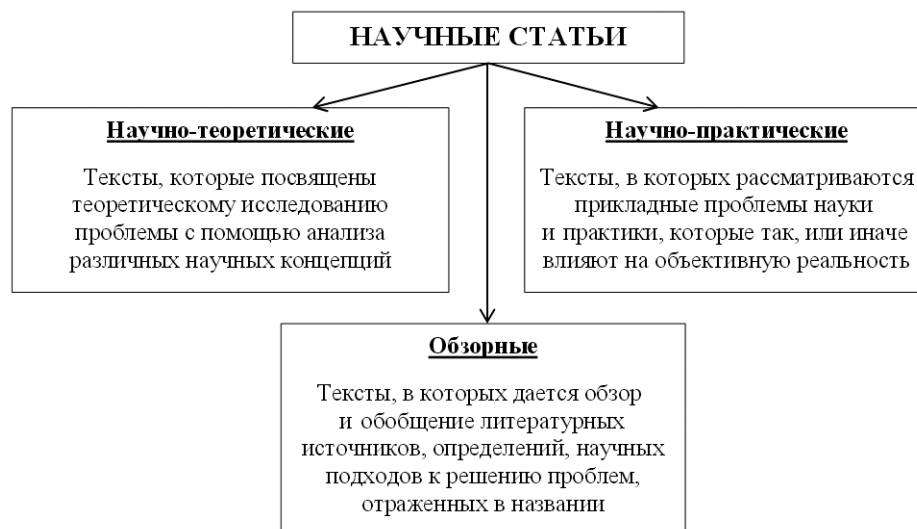 НАУЧНЫЕ СТАТЬИ
Научно-теоретические
Тексты, которые посвящены
теоретическому исследованию
проблемы с помощью анализа
различных научных концепций
Научно-практические
Тексты, в которых рассматриваются
прикладные проблемы науки
и практики, которые так, или иначе
влияют на объективную реальность
Обзорные
Тексты, в которых дается обзор
и обобщение литературных
источников, определений, научных
подходов к решению проблем,
отраженных в названии